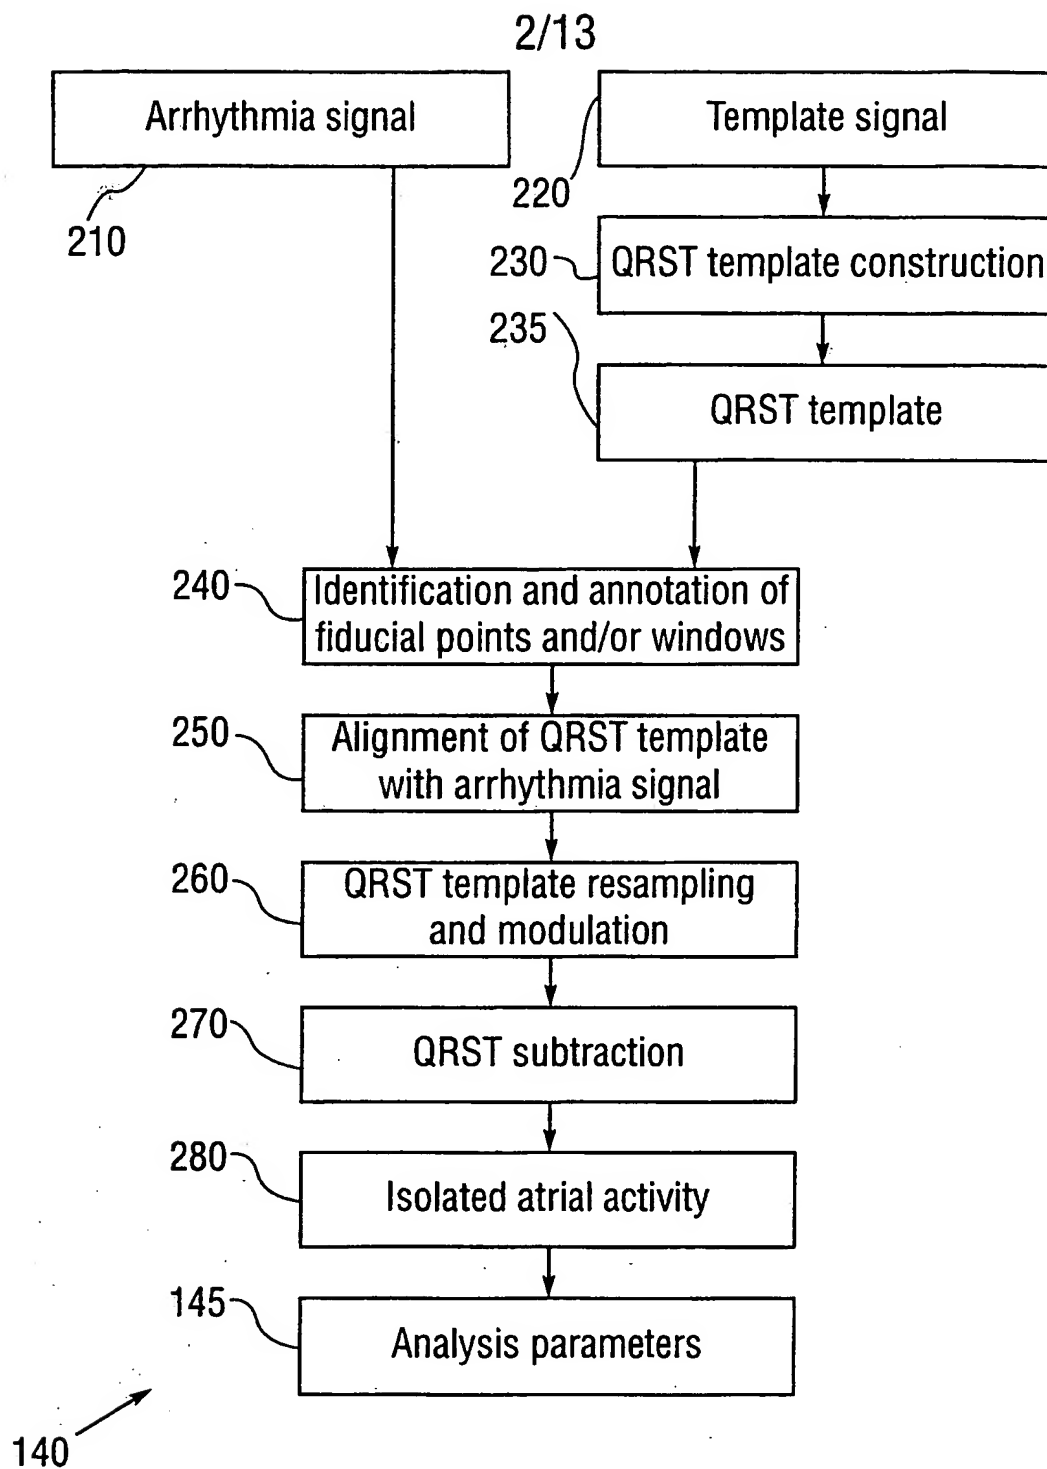 2/13
Arrhythmia signal
Template signal
210
220
230
QRST template construction
235
QRST template
240
Identification and annotation of
fiducial points and/or windows
250
Alignment of QRST template
with arrhythmia signal
260
QRST template resampling
and modulation
270
QRST subtraction
280
Isolated atrial activity
145
Analysis parameters
140